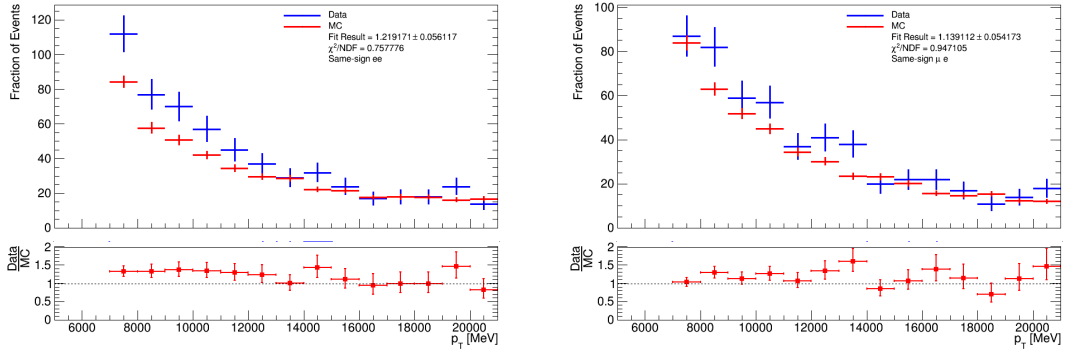 Fraction of Events
120
100
80
60
40
20
0
Data
MC
Fit Result = 1.219171±0.056117
χ²/NDF = 0.757776
Same-sign ee
Data
MC
2
1.5
1
0.5
0
6000 8000 10000 12000 14000 16000 18000 20000
p_T [MeV]
Fraction of Events
100
80
60
40
20
0
Data
MC
Fit Result = 1.139112±0.054173
χ²/NDF = 0.947105
Same-sign μ e
Data
MC
2
1.5
1
0.5
0
6000 8000 10000 12000 14000 16000 18000 20000
p_T [MeV]